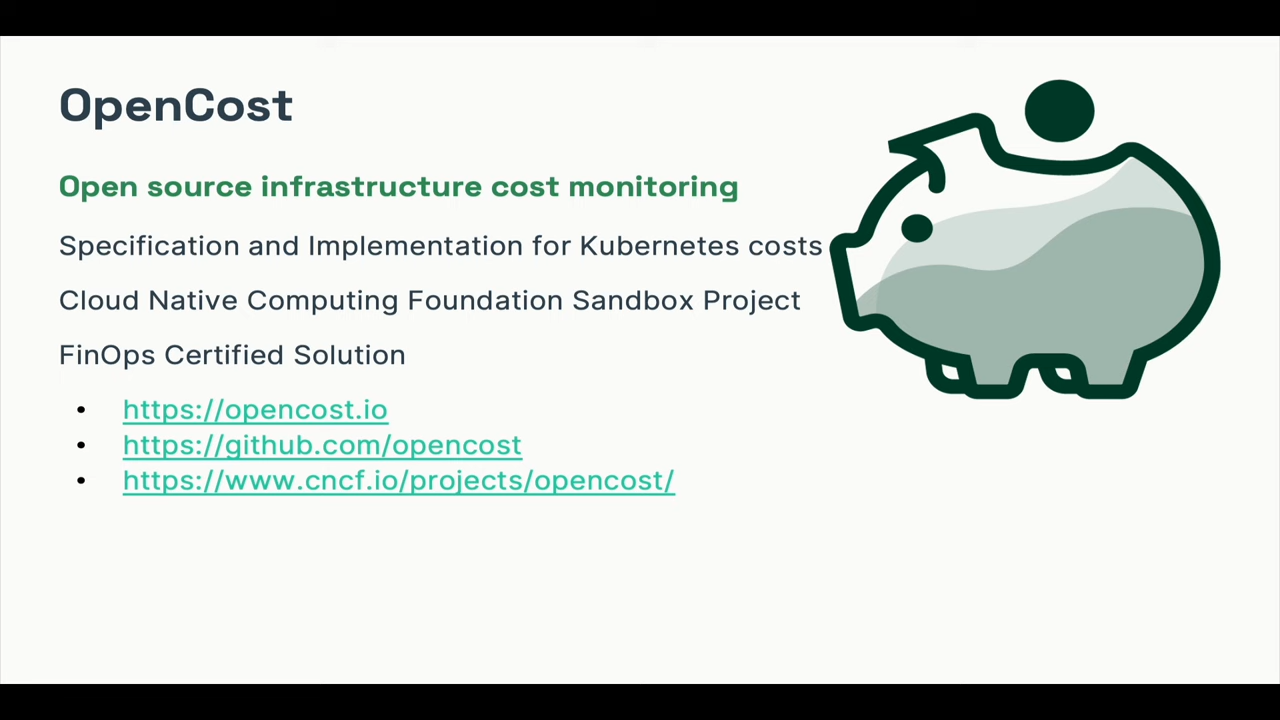 OpenCost
Open source infrastructure cost monitoring
Specification and Implementation for Kubernetes costs
Cloud Native Computing Foundation Sandbox Project
FinOps Certified Solution
• https://opencost.io
• https://github.com/opencost
• https://www.cncf.io/projects/opencost/